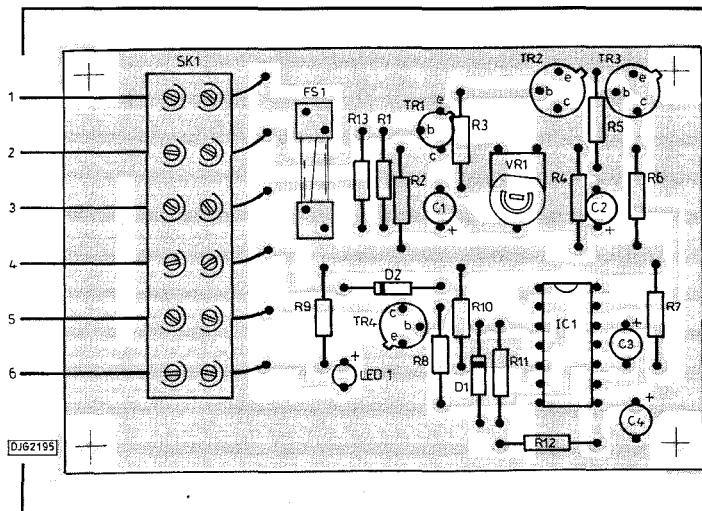 SK1
1
2
3
4
5
6
FS1
R13
R1
R2
TR1
e
b
c
R3
C1
+
VR1
TR2
e
b
c
TR3
e
b
c
R5
R4
C2
+
R6
R9
D2
TR4
c
b
e
+
LED 1
R8
R10
D1
R11
IC1
R12
+
C3
R7
+
C4
DJG2195